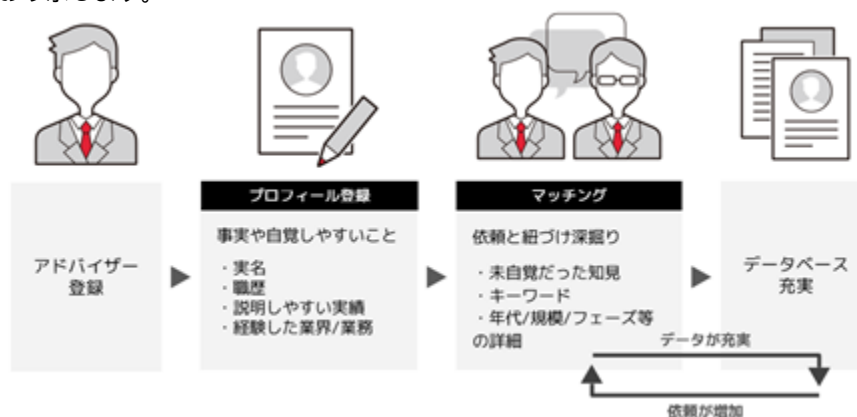 アドバイザー
登録
プロフィール登録
事実や自覚しやすいこと
・実名
・職歴
・説明しやすい実績
・経験した業界/業務
マッチング
依頼と紐づけ深掘り
・未自覚だった知見
・キーワード
・年代/規模/フェーズ等
の詳細
データベース
充実
データが充実
依頼が増加